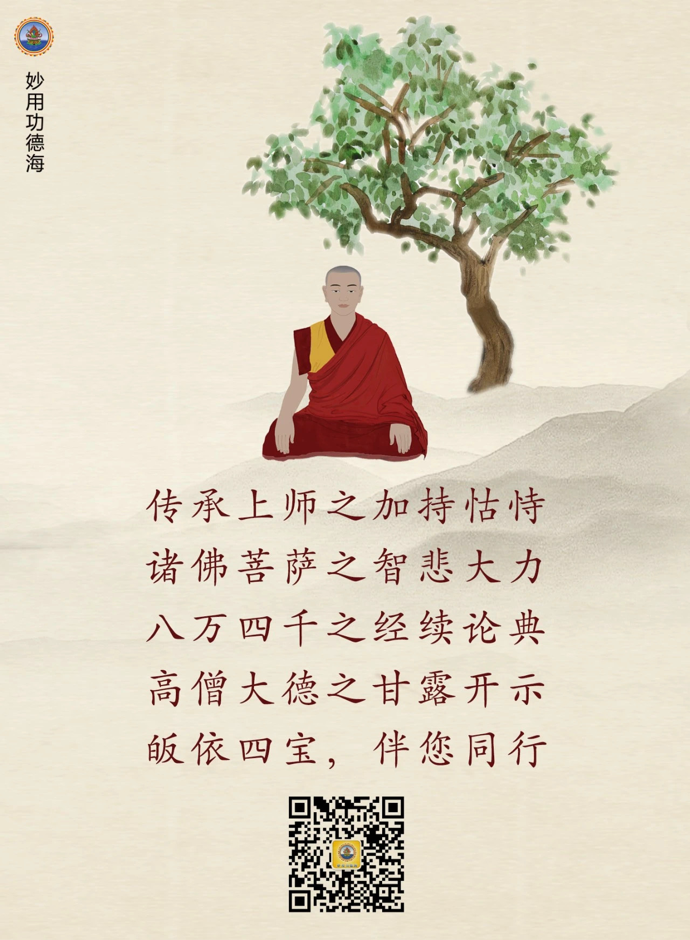 妙用功德海
传承上师之加持怙恃
诸佛菩萨之智悲大力
八万四千之经续论典
高僧大德之甘露开示
皈依四宝，伴您同行